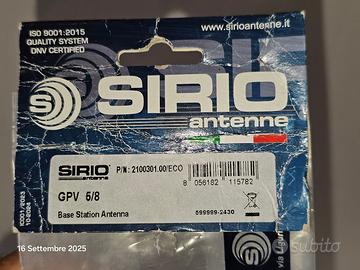 ISO 9001:2015
QUALITY SYSTEM
DNV CERTIFIED
www.sirioantenne.it
SIRIO
antenne
SIRIO
antenne
P/N: 2100301.00/ECO
GPV 5/8
8 056182 115782
Base Station Antenna
699999-2430
16 Settembre 2025
subito